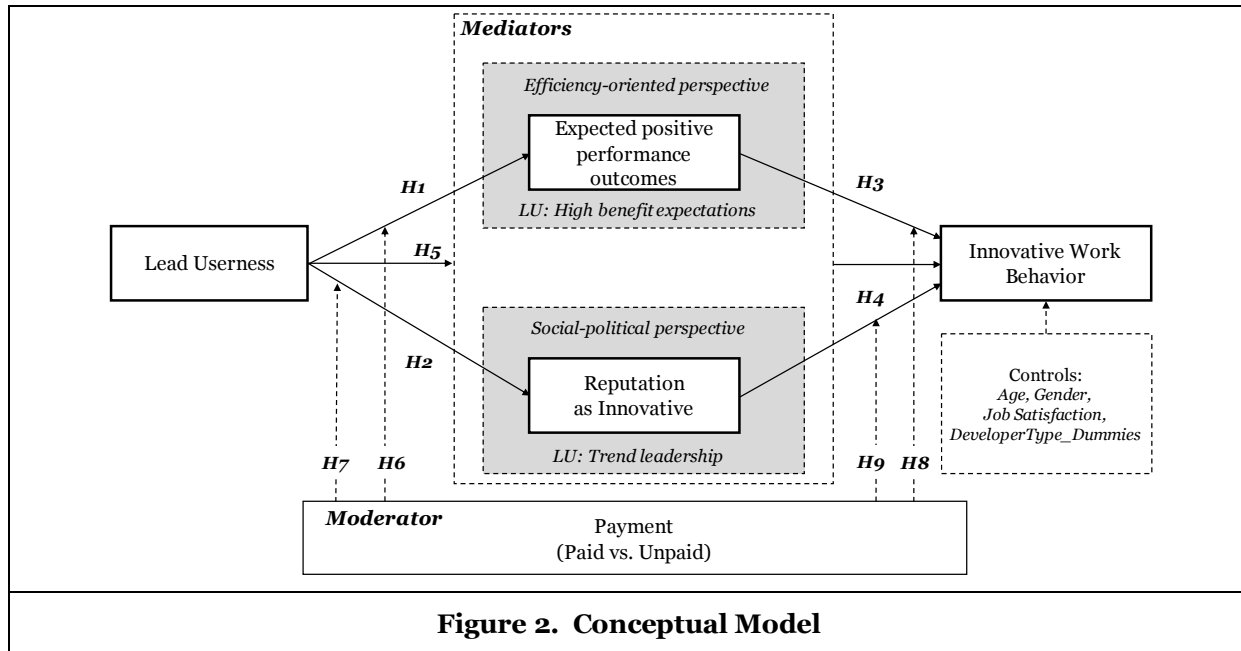 Mediators
Efficiency-oriented perspective
Expected positive
performance
outcomes
LU: High benefit expectations
H1
H3
H5
Lead Userness
Innovative Work
Behavior
H4
H2
Social-political perspective
Reputation
as Innovative
LU: Trend leadership
Controls:
Age, Gender,
Job Satisfaction,
DeveloperType_Dummies
H7
H6
H9
H8
Moderator
Payment
(Paid vs. Unpaid)
Figure 2. Conceptual Model